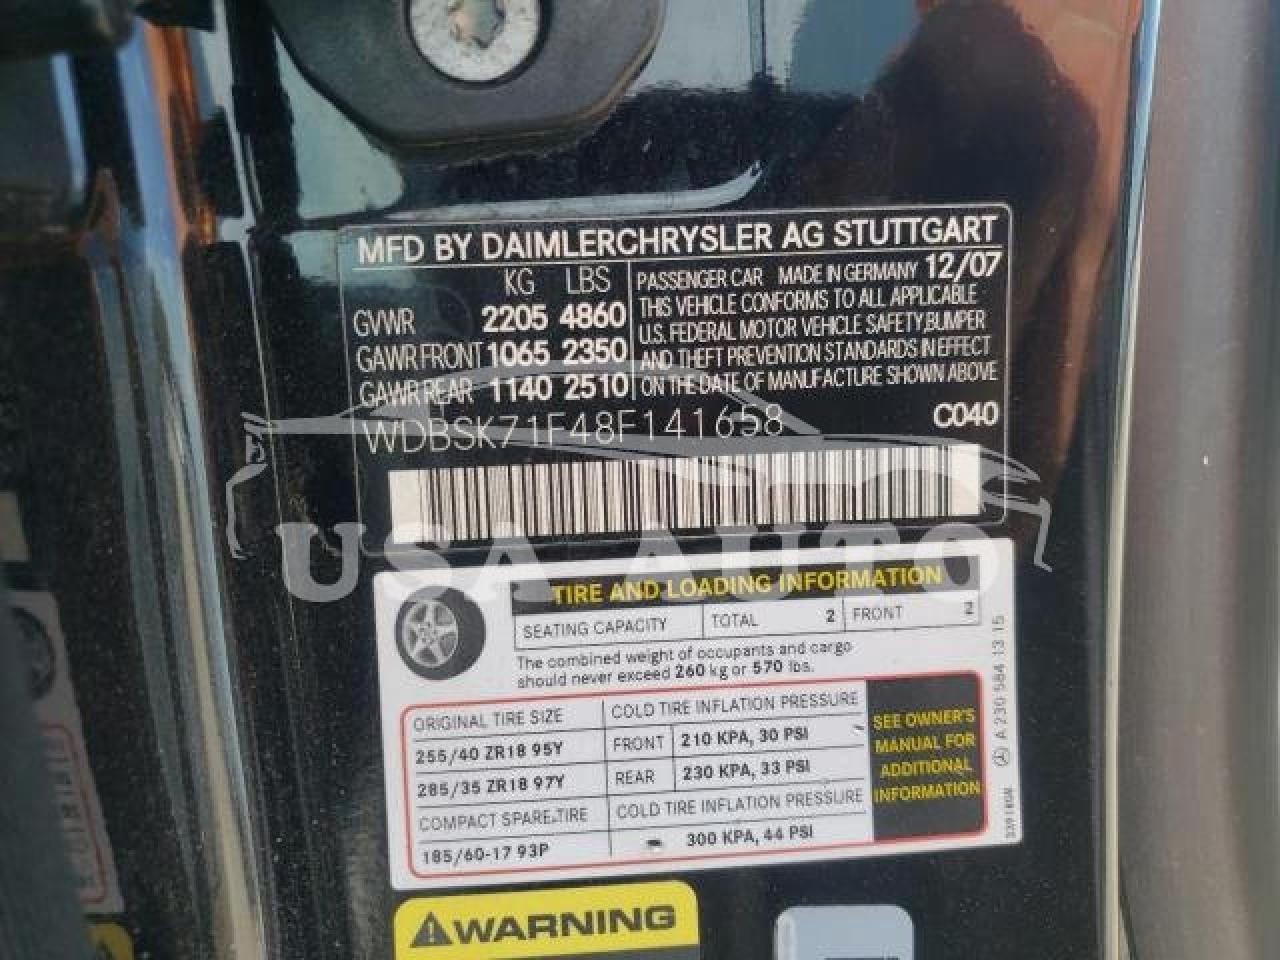 MFD BY DAIMLERCHRYSLER AG STUTTGART
KG LBS
GVWR 2205 4860
GAWR FRONT 1065 2350
GAWR REAR 1140 2510
PASSENGER CAR MADE IN GERMANY 12/07
THIS VEHICLE CONFORMS TO ALL APPLICABLE
U.S. FEDERAL MOTOR VEHICLE SAFETY, BUMPER
AND THEFT PREVENTION STANDARDS IN EFFECT
ON THE DATE OF MANUFACTURE SHOWN ABOVE
WDBSK71F48F141658 C040
USA AUTO
TIRE AND LOADING INFORMATION
SEATING CAPACITY TOTAL 2 FRONT 2
The combined weight of occupants and cargo
should never exceed 260 kg or 570 lbs.
ORIGINAL TIRE SIZE COLD TIRE INFLATION PRESSURE
255/40 ZR18 95Y FRONT 210 KPA, 30 PSI
285/35 ZR18 97Y REAR 230 KPA, 33 PSI
COMPACT SPARE TIRE COLD TIRE INFLATION PRESSURE
185/60-17 93P 300 KPA, 44 PSI
SEE OWNER'S
MANUAL FOR
ADDITIONAL
INFORMATION
A 230 584 13 15
WARNING